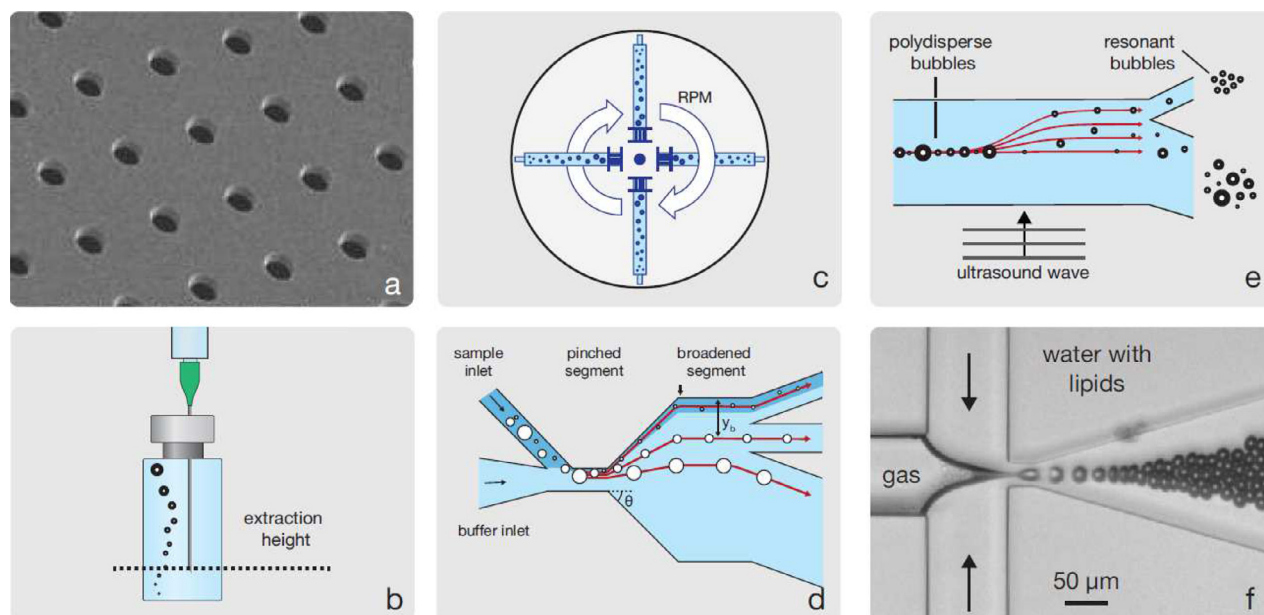 a
RPM
c
polydisperse
bubbles
resonant
bubbles
ultrasound wave
e
extraction
height
b
sample
inlet
pinched
segment
broadened
segment
y_b
θ
buffer inlet
d
water with
lipids
gas
50 μm
f